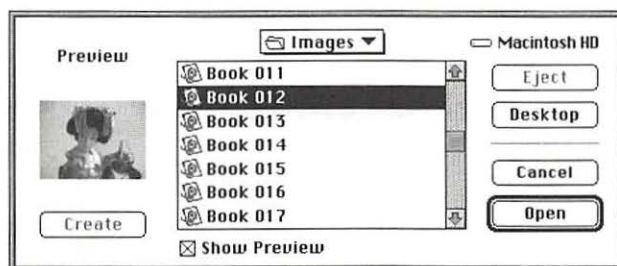 Preview
Images
Macintosh HD
Book 011
Book 012
Book 013
Book 014
Book 015
Book 016
Book 017
Eject
Desktop
Cancel
Open
Create
Show Preview